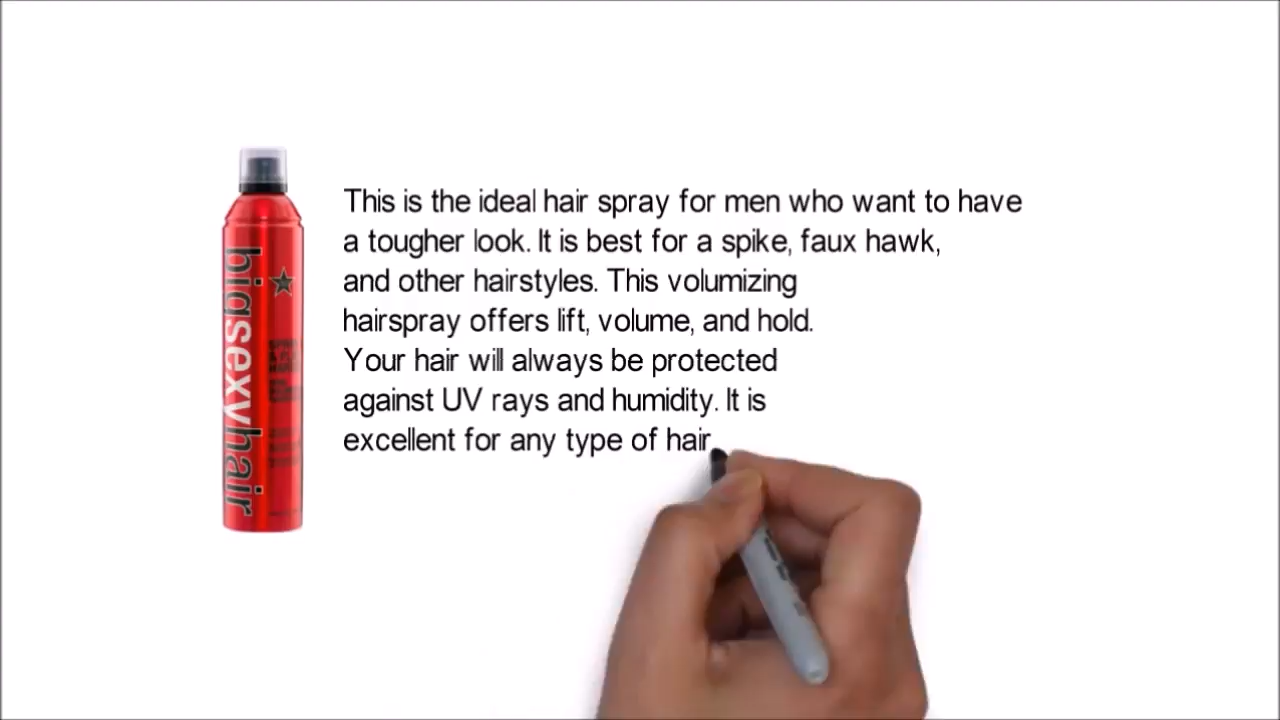 bigsexyhair
This is the ideal hair spray for men who want to have
a tougher look. It is best for a spike, faux hawk,
and other hairstyles. This volumizing
hairspray offers lift, volume, and hold.
Your hair will always be protected
against UV rays and humidity. It is
excellent for any type of hair